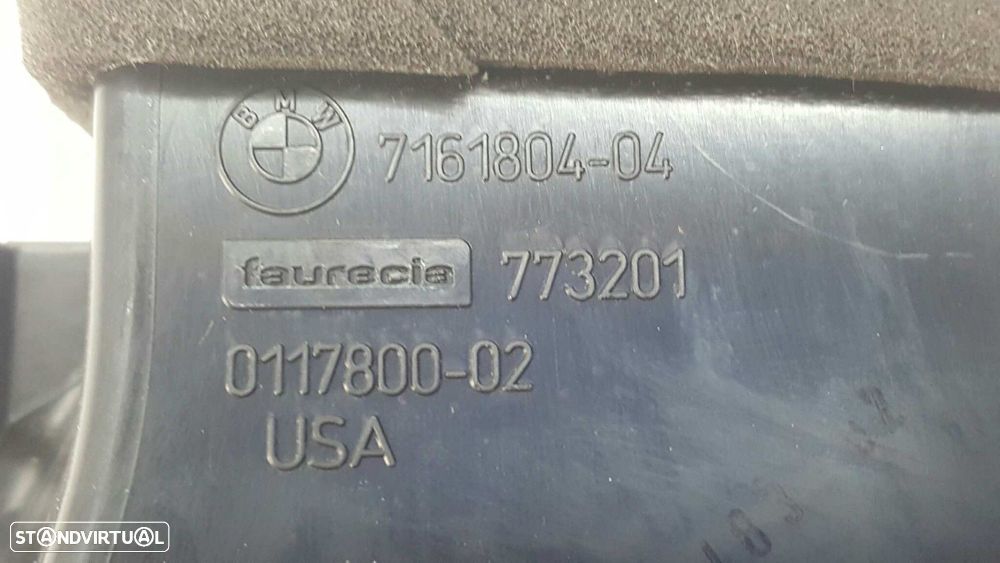 BMW 7161804-04
faurecia 773201
0117800-02
USA
STANDVIRTUAL